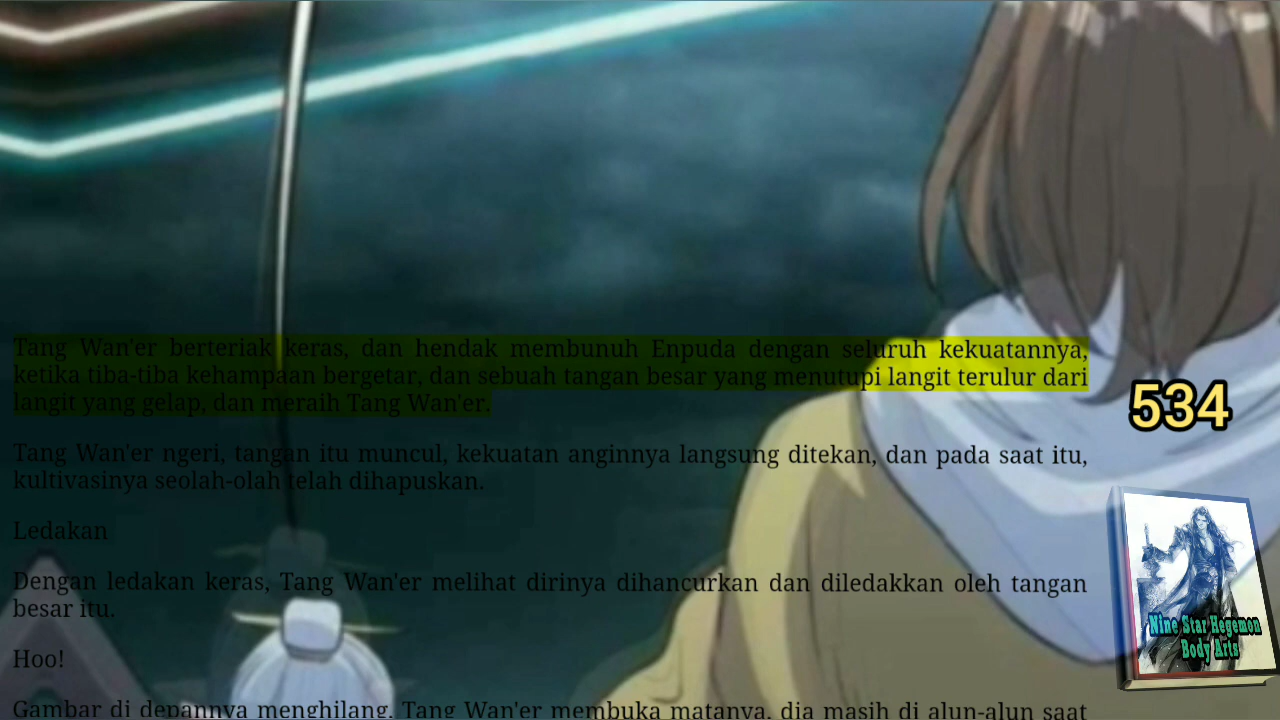 Tang Wan'er berteriak keras, dan hendak membunuh Enpuda dengan seluruh kekuatannya,
ketika tiba-tiba kehampaan bergetar, dan sebuah tangan besar yang menutupi langit terulur dari
langit yang gelap, dan meraih Tang Wan'er.
Tang Wan'er ngeri, tangan itu muncul, kekuatan anginnya langsung ditekan, dan pada saat itu,
kultivasinya seolah-olah telah dihapuskan.
Ledakan
Dengan ledakan keras, Tang Wan'er melihat dirinya dihancurkan dan diledakkan oleh tangan
besar itu.
Hoo!
Gambar di depannya menghilang. Tang Wan'er membuka matanya, dia masih di alun-alun saat
534
Nine Star Hegemon
Body Arts